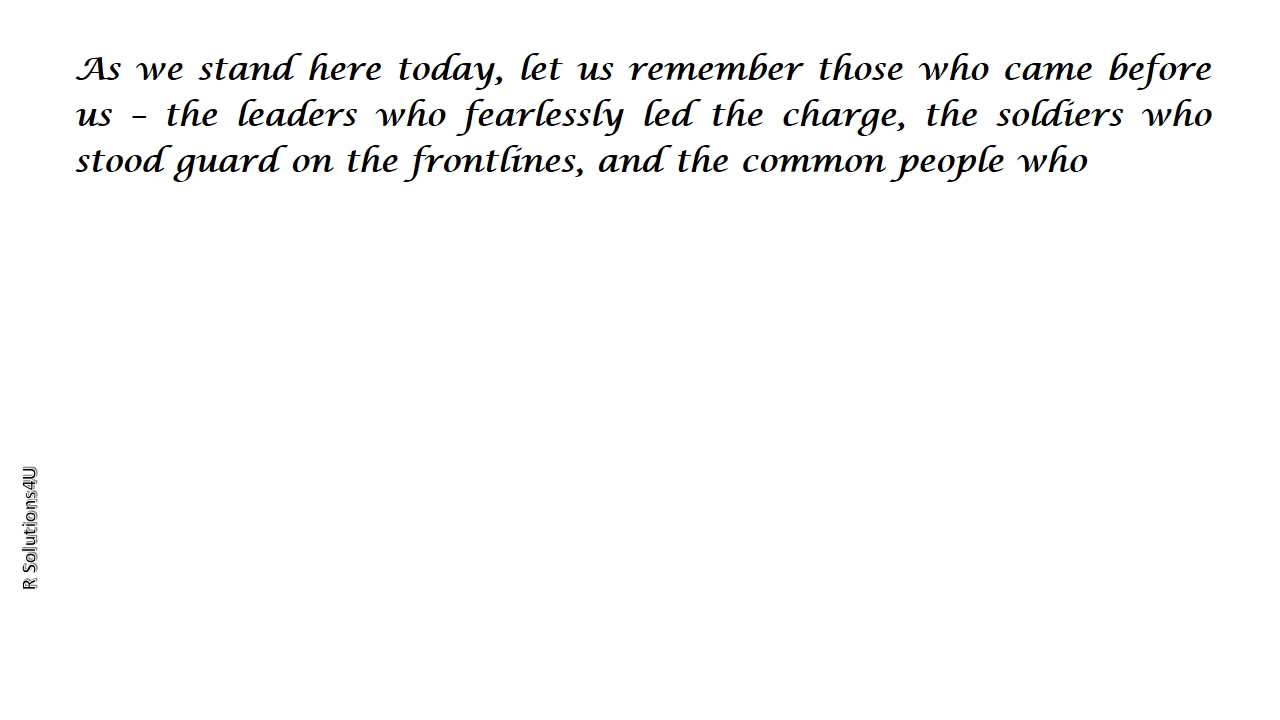 As we stand here today, let us remember those who came before
us – the leaders who fearlessly led the charge, the soldiers who
stood guard on the frontlines, and the common people who
R Solutions4U